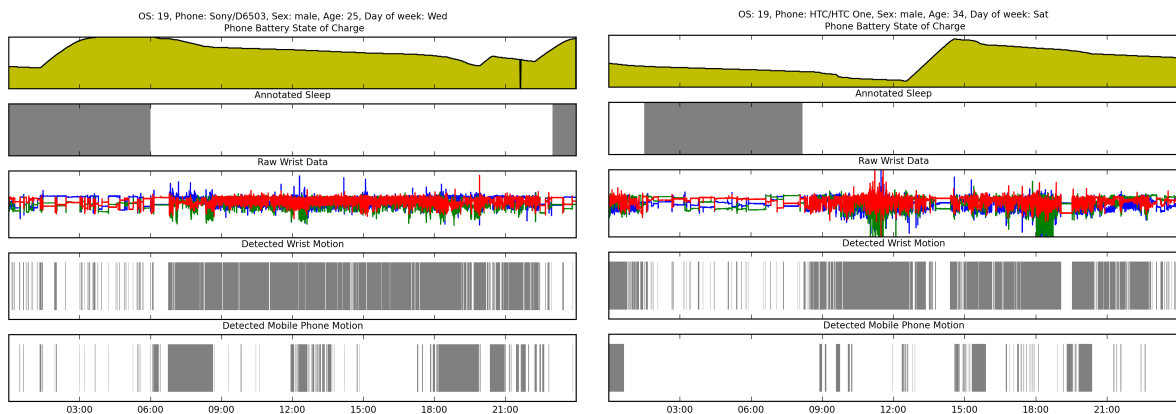 OS: 19, Phone: Sony/D6503, Sex: male, Age: 25, Day of week: Wed
Phone Battery State of Charge
Annotated Sleep
Raw Wrist Data
Detected Wrist Motion
Detected Mobile Phone Motion
03:00 06:00 09:00 12:00 15:00 18:00 21:00
OS: 19, Phone: HTC/HTC One, Sex: male, Age: 34, Day of week: Sat
Phone Battery State of Charge
Annotated Sleep
Raw Wrist Data
Detected Wrist Motion
Detected Mobile Phone Motion
03:00 06:00 09:00 12:00 15:00 18:00 21:00